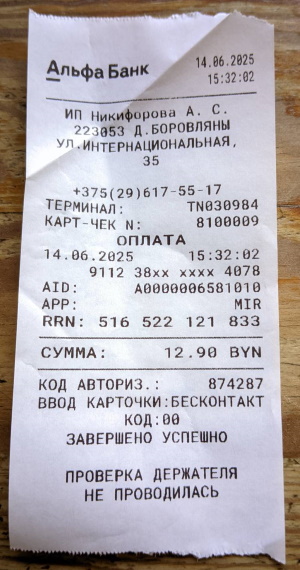 Альфа Банк
14.06.2025
15:32:02
ИП Никифорова А. С.
223053 Д.БОРОВЛЯНЫ
УЛ.ИНТЕРНАЦИОНАЛЬНАЯ,
35
+375(29)617-55-17
ТЕРМИНАЛ: TN030984
КАРТ-ЧЕК N: 8100009
ОПЛАТА
14.06.2025 15:32:02
9112 38xx xxxx 4078
AID: A0000006581010
APP: MIR
RRN: 516 522 121 833
СУММА: 12.90 BYN
КОД АВТОРИЗ.: 874287
ВВОД КАРТОЧКИ:БЕСКОНТАКТ
КОД:00
ЗАВЕРШЕНО УСПЕШНО
ПРОВЕРКА ДЕРЖАТЕЛЯ
НЕ ПРОВОДИЛАСЬ